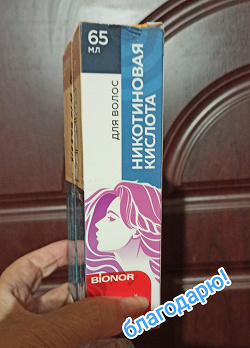 65
МЛ
ДЛЯ ВОЛОС
НИКОТИНОВАЯ
КИСЛОТА
BIONOR
благодарю!